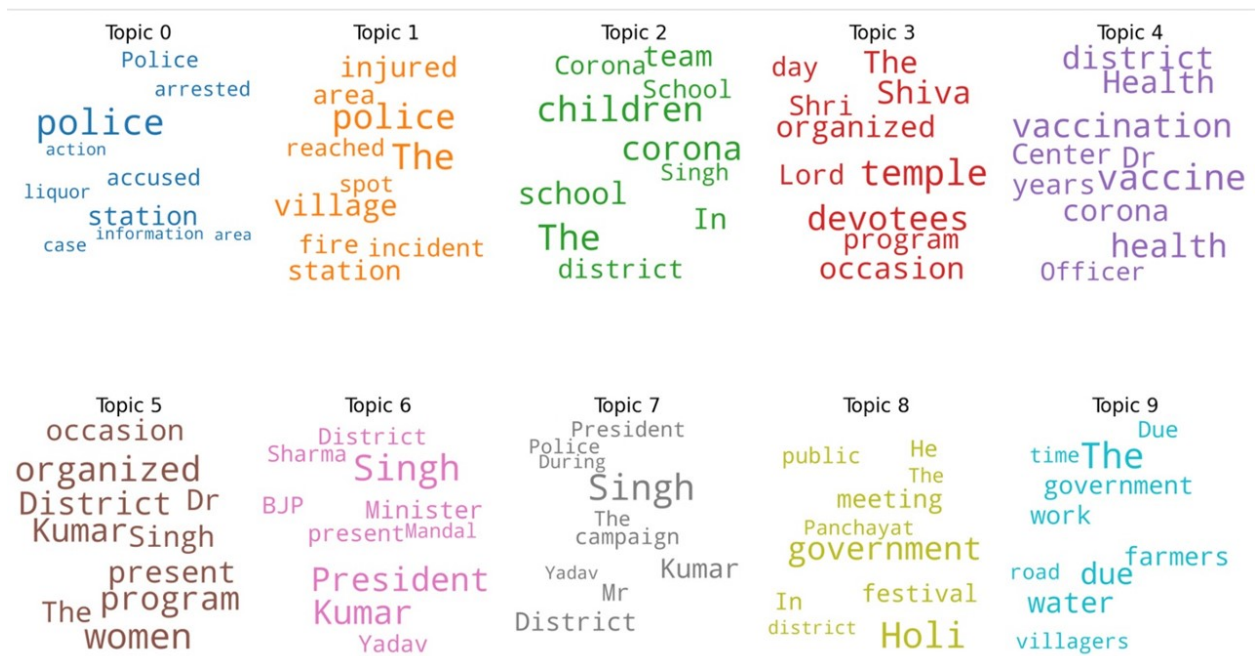 Topic 0
Police
arrested
police
action
accused
liquor
station
information area
case
Topic 1
injured
area
police
reached The
spot
village
fire incident
station
Topic 2
Corona team
School
children
corona
Singh
school
In
The
district
Topic 3
day The
Shiva
Shri
organized
Lord temple
devotees
program
occasion
Topic 4
district
Health
vaccination
Center Dr
years vaccine
corona
health
Officer
Topic 5
occasion
organized
District Dr
Kumar Singh
present
The program
women
Topic 6
District
Sharma Singh
BJP Minister
present Mandal
President
Kumar
Yadav
Topic 7
President
Police
During
Singh
The
campaign
Yadav Kumar
Mr
District
Topic 8
public He
The
meeting
Panchayat
government
In festival
district Holi
Topic 9
Due
time The
government
work
farmers
road due
water
villagers